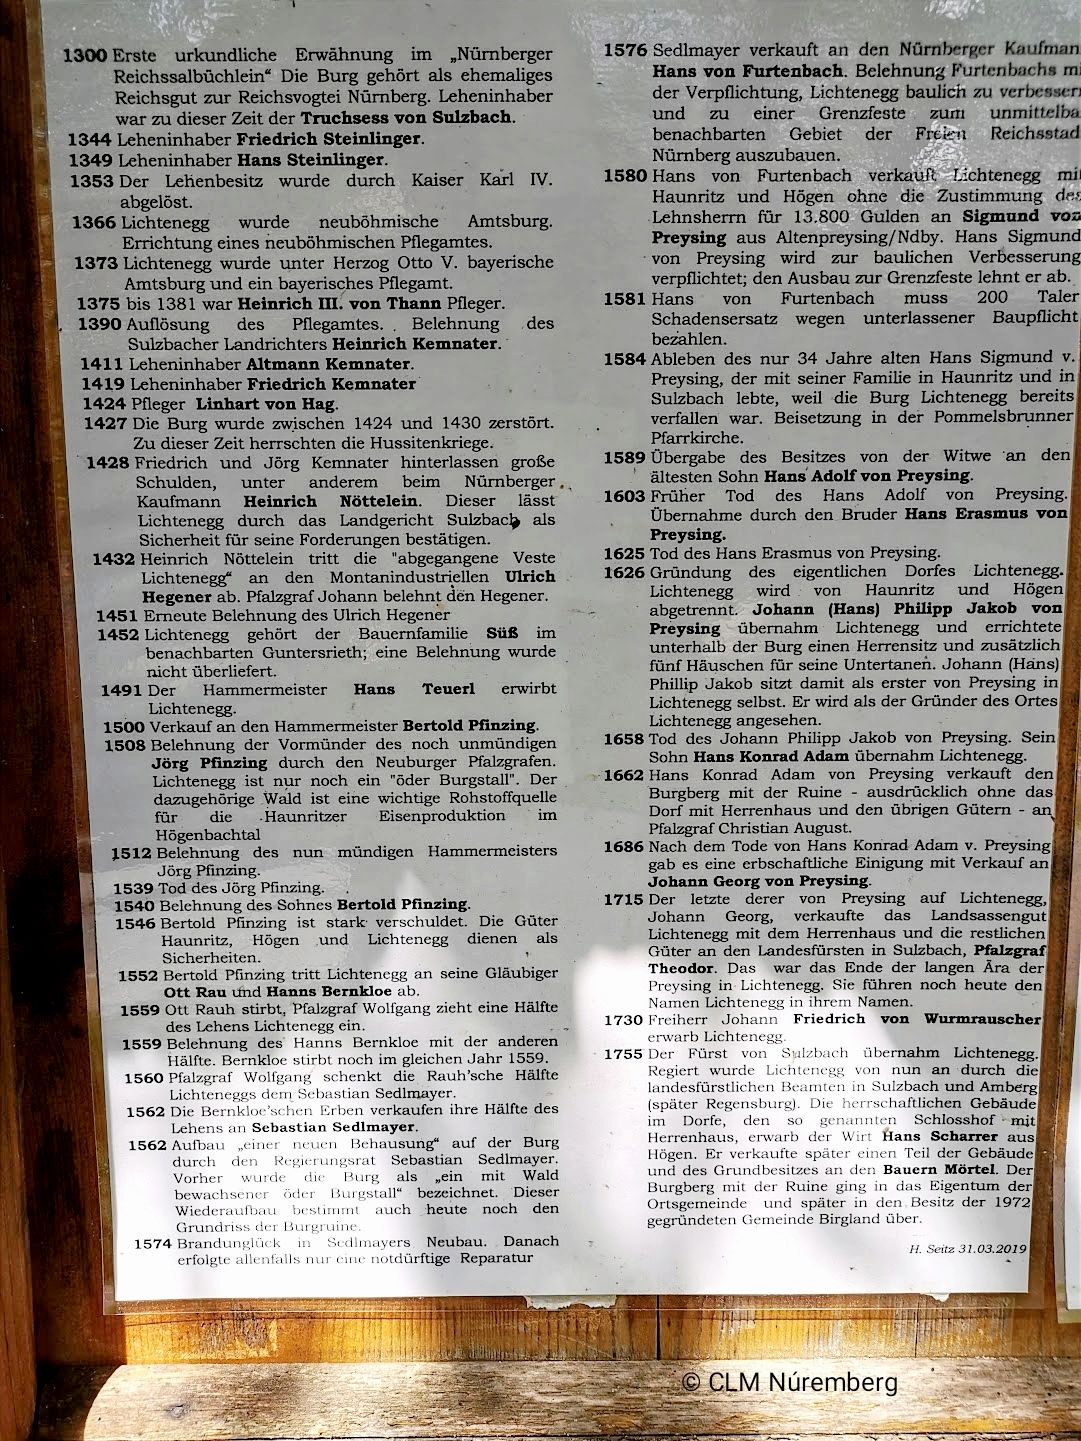 1300 Erste urkundliche Erwähnung im „Nürnberger
Reichssalbüchlein“ Die Burg gehört als ehemaliges
Reichsgut zur Reichsvogtei Nürnberg. Leheninhaber
war zu dieser Zeit der Truchsess von Sulzbach.
1344 Leheninhaber Friedrich Steinlinger.
1349 Leheninhaber Hans Steinlinger.
1353 Der Lehenbesitz wurde durch Kaiser Karl IV.
abgelöst.
1366 Lichtenegg wurde neuböhmische Amtsburg.
Errichtung eines neuböhmischen Pflegamtes.
1373 Lichtenegg wurde unter Herzog Otto V. bayerische
Amtsburg und ein bayerisches Pflegamt.
1375 bis 1381 war Heinrich III. von Thann Pfleger.
1390 Auflösung des Pflegamtes. Belehnung des
Sulzbacher Landrichters Heinrich Kemnater.
1411 Leheninhaber Altmann Kemnater.
1419 Leheninhaber Friedrich Kemnater
1424 Pfleger Linhart von Hag.
1427 Die Burg wurde zwischen 1424 und 1430 zerstört.
Zu dieser Zeit herrschten die Hussitenkriege.
1428 Friedrich und Jörg Kemnater hinterlassen große
Schulden, unter anderem beim Nürnberger
Kaufmann Heinrich Nöttelein. Dieser lässt
Lichtenegg durch das Landgericht Sulzbach als
Sicherheit für seine Forderungen bestätigen.
1432 Heinrich Nöttelein tritt die "abgegangene Veste
Lichtenegg“ an den Montanindustriellen Ulrich
Hegener ab. Pfalzgraf Johann belehnt den Hegener.
1451 Erneute Belehnung des Ulrich Hegener
1452 Lichtenegg gehört der Bauernfamilie Süß im
benachbarten Guntersrieth; eine Belehnung wurde
nicht überliefert.
1491 Der Hammermeister Hans Teuerl erwirbt
Lichtenegg.
1500 Verkauf an den Hammermeister Bertold Pfinzing.
1508 Belehnung der Vormünder des noch unmündigen
Jörg Pfinzing durch den Neuburger Pfalzgrafen.
Lichtenegg ist nur noch ein "öder Burgstall". Der
dazugehörige Wald ist eine wichtige Rohstoffquelle
für die Haunritzer Eisenproduktion im
Högenbachtal
1512 Belehnung des nun mündigen Hammermeisters
Jörg Pfinzing.
1539 Tod des Jörg Pfinzing.
1540 Belehnung des Sohnes Bertold Pfinzing.
1546 Bertold Pfinzing ist stark verschuldet. Die Güter
Haunritz, Högen und Lichtenegg dienen als
Sicherheiten.
1552 Bertold Pfinzing tritt Lichtenegg an seine Gläubiger
Ott Rau und Hanns Bernkloe ab.
1559 Ott Rauh stirbt, Pfalzgraf Wolfgang zieht eine Hälfte
des Lehens Lichtenegg ein.
1559 Belehnung des Hanns Bernkloe mit der anderen
Hälfte. Bernkloe stirbt noch im gleichen Jahr 1559.
1560 Pfalzgraf Wolfgang schenkt die Rauh'sche Hälfte
Lichteneggs dem Sebastian Sedlmayer.
1562 Die Bernkloe'schen Erben verkaufen ihre Hälfte des
Lehens an Sebastian Sedlmayer.
1562 Aufbau „einer neuen Behausung“ auf der Burg
durch den Regierungsrat Sebastian Sedlmayer.
Vorher wurde die Burg als „ein mit Wald
bewachsener öder Burgstall“ bezeichnet. Dieser
Wiederaufbau bestimmt auch heute noch den
Grundriss der Burgruine.
1574 Brandunglück in Sedlmayers Neubau. Danach
erfolgte allenfalls nur eine notdürftige Reparatur
1576 Sedlmayer verkauft an den Nürnberger Kaufman
Hans von Furtenbach. Belehnung Furtenbachs mi
der Verpflichtung, Lichtenegg baulich zu verbesser
und zu einer Grenzfeste zum unmittelba
benachbarten Gebiet der Freien Reichsstad
Nürnberg auszubauen.
1580 Hans von Furtenbach verkauft Lichtenegg mi
Haunritz und Högen ohne die Zustimmung des
Lehnsherrn für 13.800 Gulden an Sigmund von
Preysing aus Altenpreysing/Ndby. Hans Sigmund
von Preysing wird zur baulichen Verbesserung
verpflichtet; den Ausbau zur Grenzfeste lehnt er ab.
1581 Hans von Furtenbach muss 200 Taler
Schadensersatz wegen unterlassener Baupflicht
bezahlen.
1584 Ableben des nur 34 Jahre alten Hans Sigmund v.
Preysing, der mit seiner Familie in Haunritz und in
Sulzbach lebte, weil die Burg Lichtenegg bereits
verfallen war. Beisetzung in der Pommelsbrunner
Pfarrkirche.
1589 Übergabe des Besitzes von der Witwe an den
ältesten Sohn Hans Adolf von Preysing.
1603 Früher Tod des Hans Adolf von Preysing.
Übernahme durch den Bruder Hans Erasmus von
Preysing.
1625 Tod des Hans Erasmus von Preysing.
1626 Gründung des eigentlichen Dorfes Lichtenegg.
Lichtenegg wird von Haunritz und Högen
abgetrennt. Johann (Hans) Philipp Jakob von
Preysing übernahm Lichtenegg und errichtete
unterhalb der Burg einen Herrensitz und zusätzlich
fünf Häuschen für seine Untertanen. Johann (Hans)
Phillip Jakob sitzt damit als erster von Preysing in
Lichtenegg selbst. Er wird als der Gründer des Ortes
Lichtenegg angesehen.
1658 Tod des Johann Philipp Jakob von Preysing. Sein
Sohn Hans Konrad Adam übernahm Lichtenegg.
1662 Hans Konrad Adam von Preysing verkauft den
Burgberg mit der Ruine - ausdrücklich ohne das
Dorf mit Herrenhaus und den übrigen Gütern - an
Pfalzgraf Christian August.
1686 Nach dem Tode von Hans Konrad Adam v. Preysing
gab es eine erbschaftliche Einigung mit Verkauf an
Johann Georg von Preysing.
1715 Der letzte derer von Preysing auf Lichtenegg,
Johann Georg, verkaufte das Landsassengut
Lichtenegg mit dem Herrenhaus und die restlichen
Güter an den Landesfürsten in Sulzbach, Pfalzgraf
Theodor. Das war das Ende der langen Ära der
Preysing in Lichtenegg. Sie führen noch heute den
Namen Lichtenegg in ihrem Namen.
1730 Freiherr Johann Friedrich von Wurmrauscher
erwarb Lichtenegg.
1755 Der Fürst von Sulzbach übernahm Lichtenegg.
Regiert wurde Lichtenegg von nun an durch die
landesfürstlichen Beamten in Sulzbach und Amberg
(später Regensburg). Die herrschaftlichen Gebäude
im Dorfe, den so genannten Schlosshof mit
Herrenhaus, erwarb der Wirt Hans Scharrer aus
Högen. Er verkaufte später einen Teil der Gebäude
und des Grundbesitzes an den Bauern Mörtel. Der
Burgberg mit der Ruine ging in das Eigentum der
Ortsgemeinde und später in den Besitz der 1972
gegründeten Gemeinde Birgland über.
H. Seitz 31.03.2019
© CLM Núremberg